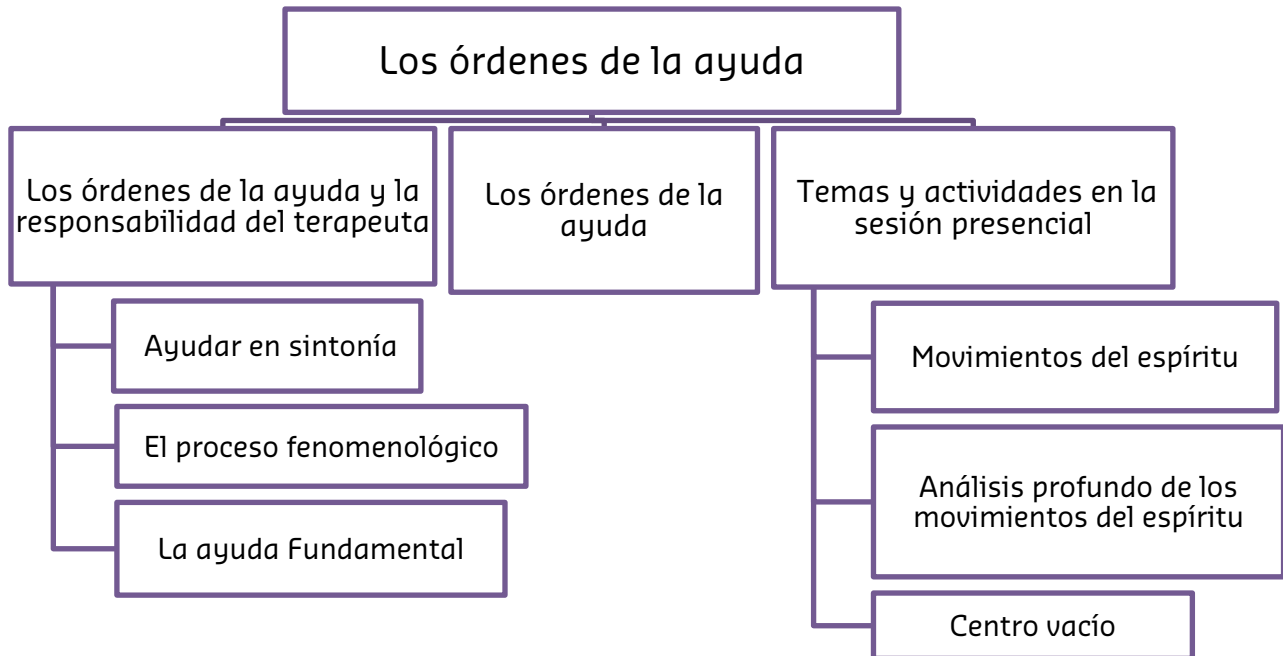 Los órdenes de la ayuda
Los órdenes de la ayuda y la
responsabilidad del terapeuta
Ayudar en sintonía
El proceso fenomenológico
La ayuda Fundamental
Los órdenes de la
ayuda
Temas y actividades en la
sesión presencial
Movimientos del espíritu
Análisis profundo de los
movimientos del espíritu
Centro vacío